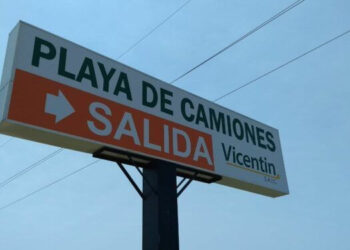 PLAYA DE CAMIONES
SALIDA
Vicentin
S.A.I.C.